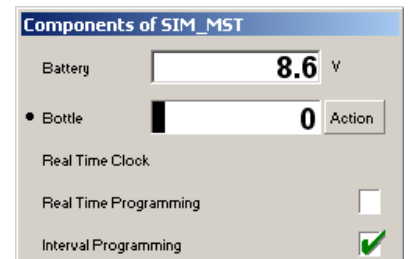 Components of SIM_MST
Battery 8.6 V
• Bottle 0 Action
Real Time Clock
Real Time Programming
Interval Programming